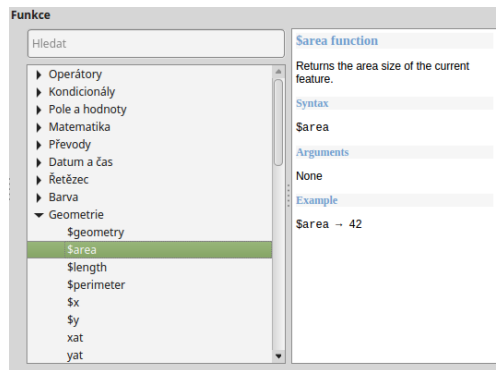 Funkce
Hledat
Operátory
Kondicionály
Pole a hodnoty
Matematika
Převody
Datum a čas
Řetězec
Barva
Geometrie
$geometry
$area
$length
$perimeter
$x
$y
xat
yat
$area function
Returns the area size of the current
feature.
Syntax
$area
Arguments
None
Example
$area → 42